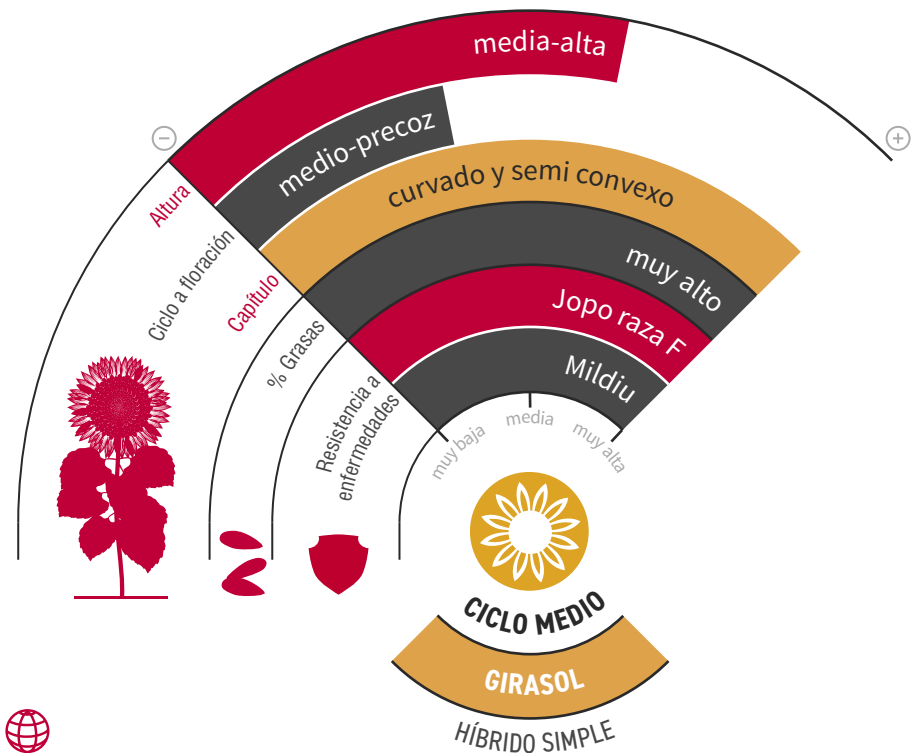 media-alta
medio-precoz
curvado y semi convexo
muy alto
Jopo raza F
Mildiu
Altura
Ciclo a floración
Capítulo
% Grasas
Resistencia a
enfermedades
muy baja
media
muy alta
CICLO MEDIO
GIRASOL
HÍBRIDO SIMPLE